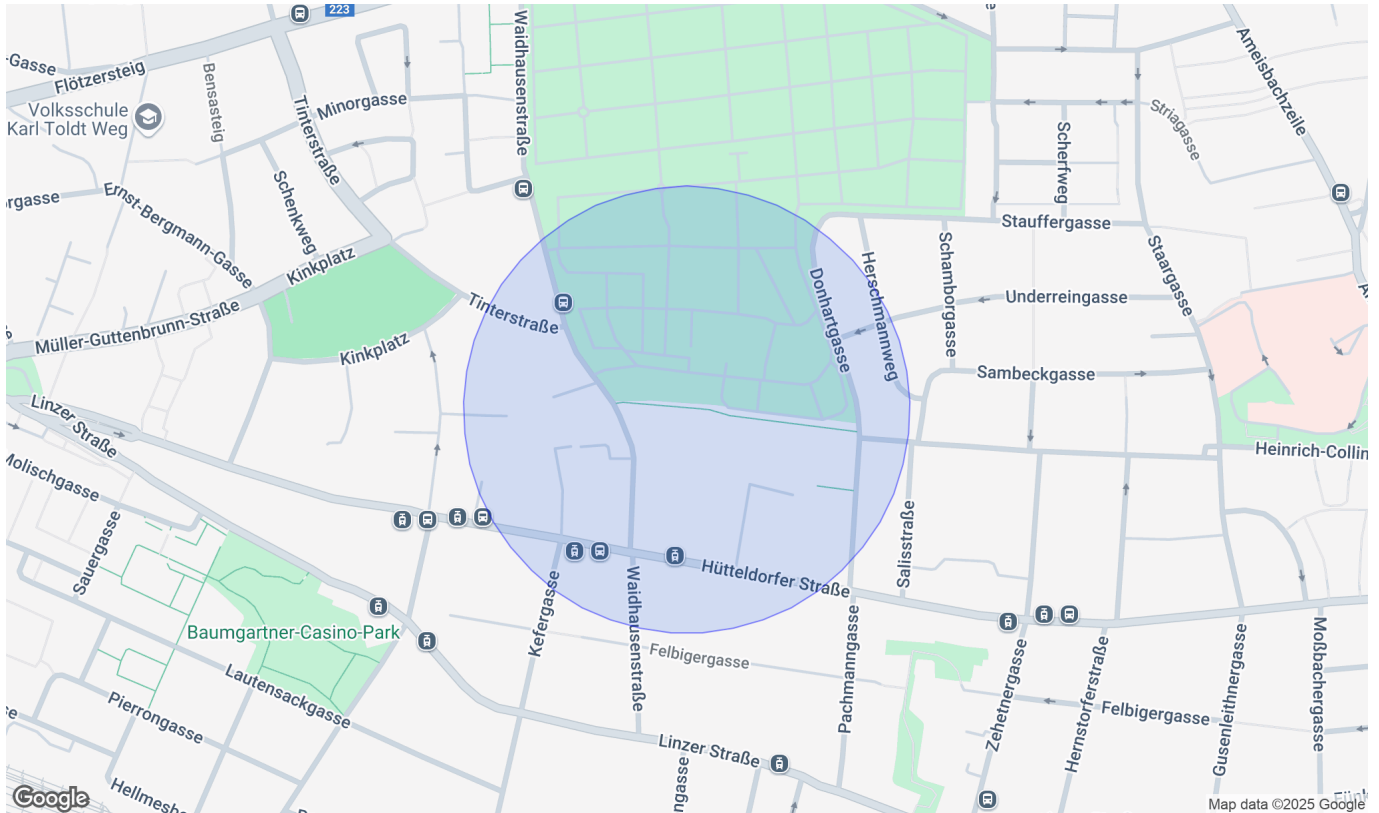 223
-Gasse
Flötzersteig
Bensasteig
Waidhausenstraße
Ameisbachzeile
Volksschule
Karl Toldt Weg
Tinterstraße
Minorgasse
Striagasse
Scherfweg
Ernst-Bergmann-Gasse
Schenkweg
orgasse
Stauffergasse
Kinkplatz
Schamborgasse
Staargasse
Herschmannweg
Donhartgasse
Underreingasse
Tinterstraße
Müller-Guttenbrunn-Straße
Kinkplatz
Sambeckgasse
Linzer Straße
Heinrich-Collin
Molischgasse
Sauergasse
Salisstraße
Hütteldorfer Straße
Kefergasse
Waidhausenstraße
Baumgartner-Casino-Park
Felbigergasse
Pachmanngasse
Zehetnergasse
Hernstorferstraße
Gusenleithnergasse
Moßbachergasse
Lautensackgasse
Pierrongasse
Felbigergasse
Linzer Straße
ngasse
Hellmesbe
Google
Map data ©2025 Google